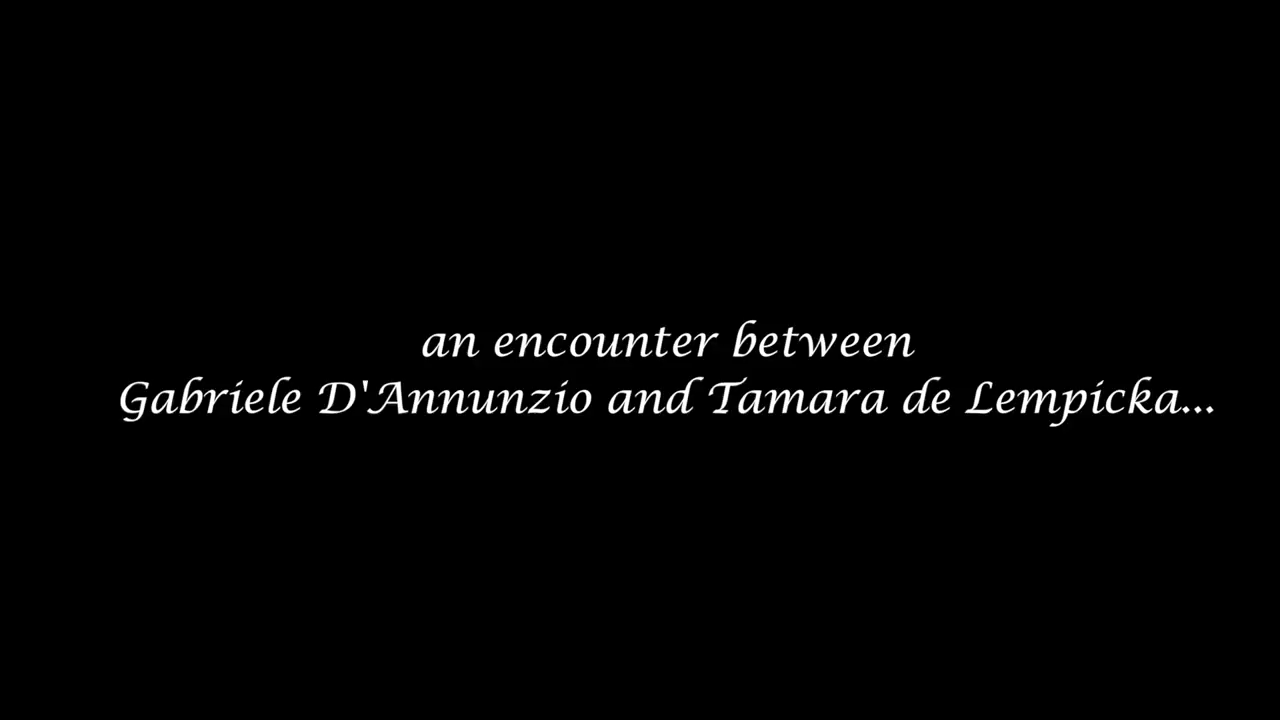 an encounter between
Gabriele D'Annunzio and Tamara de Lempicka...